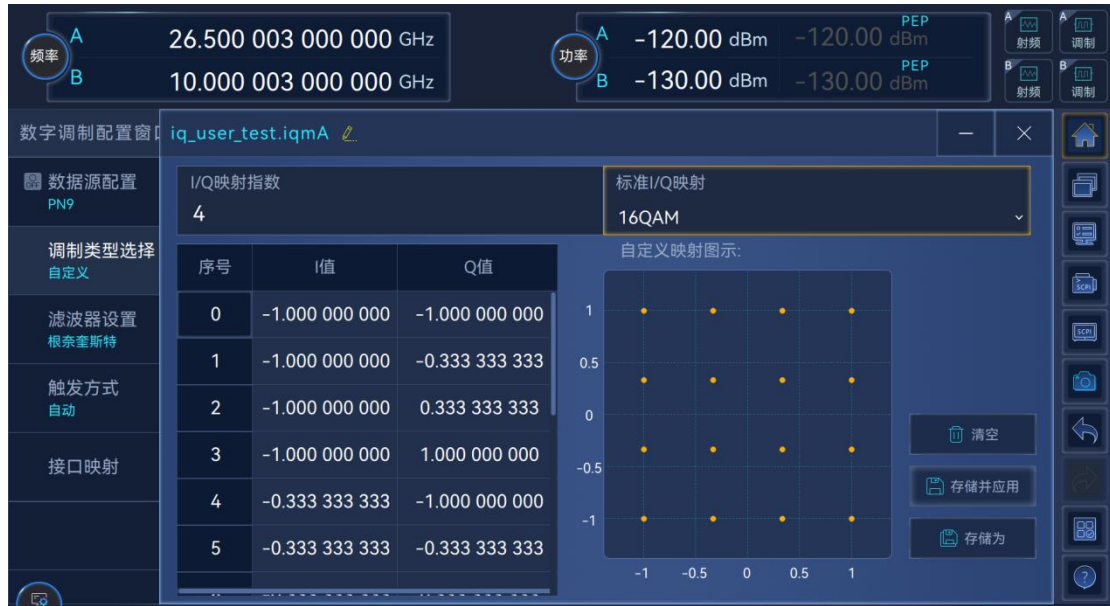 频率
A 26.500 003 000 000 GHz
B 10.000 003 000 000 GHz
功率
A -120.00 dBm -120.00 dBm PEP
B -130.00 dBm -130.00 dBm PEP
A 射频
A 调制
B 射频
B 调制
数字调制配置窗
iq_user_test.iqmA
OFF 数据源配置
PN9
调制类型选择
自定义
滤波器设置
根奈奎斯特
触发方式
自动
接口映射
I/Q映射指数
4
标准I/Q映射
16QAM
序号 I值 Q值
0 -1.000 000 000 -1.000 000 000
1 -1.000 000 000 -0.333 333 333
2 -1.000 000 000 0.333 333 333
3 -1.000 000 000 1.000 000 000
4 -0.333 333 333 -1.000 000 000
5 -0.333 333 333 -0.333 333 333
自定义映射图示:
1
0.5
0
-0.5
-1
-1 -0.5 0 0.5 1
清空
存储并应用
存储为
SCPI
SCPI
?